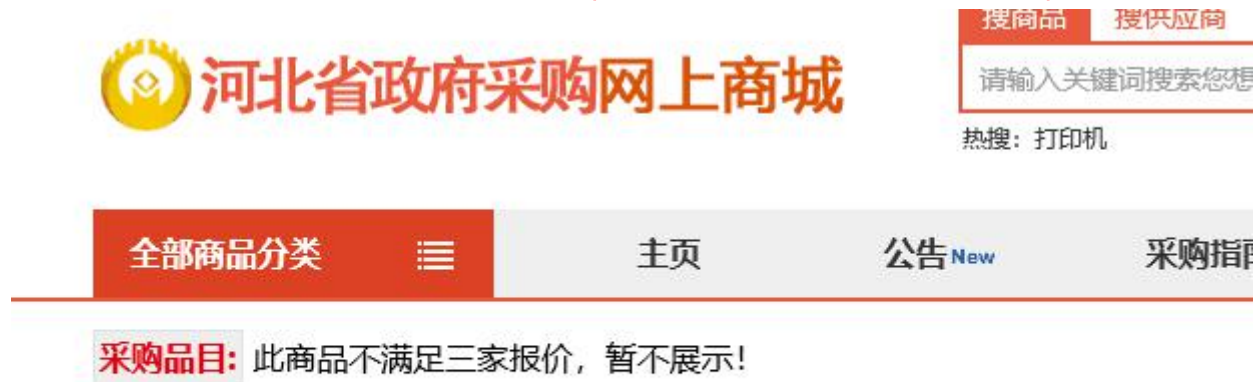 搜商品 搜供应商
河北省政府采购网上商城
请输入关键词搜索您想
热搜：打印机
全部商品分类 主页 公告New 采购指南
采购品目: 此商品不满足三家报价，暂不展示！